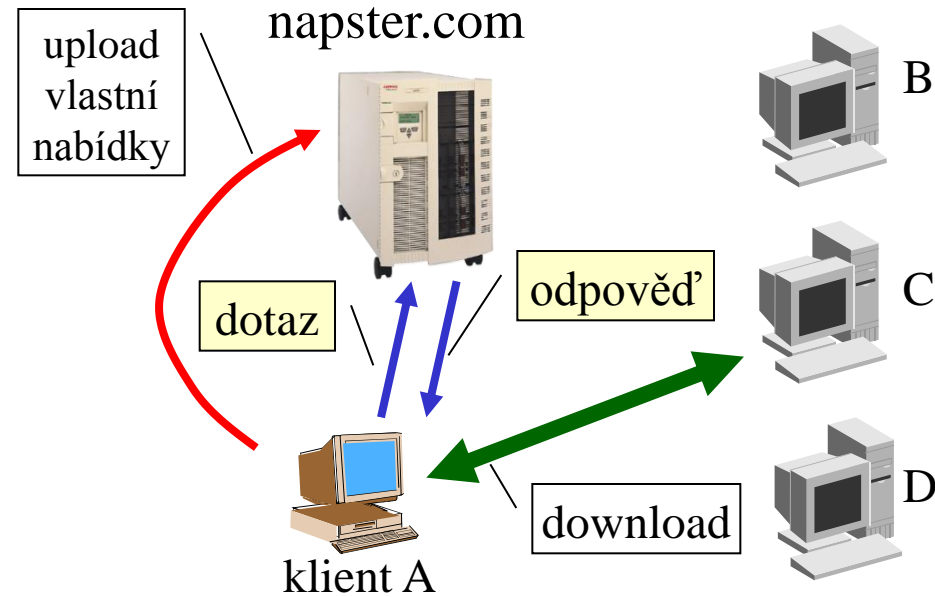 upload
vlastní
nabídky
napster.com
B
dotaz
odpověď
C
download
D
klient A